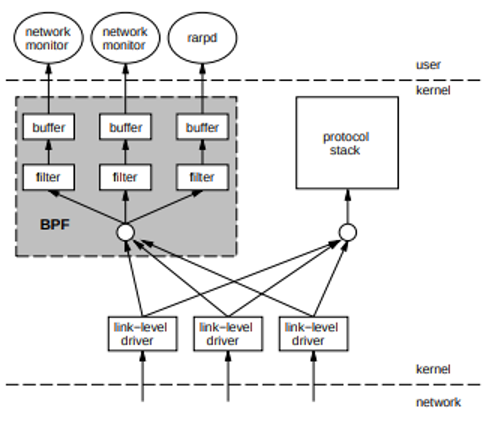 network
monitor
network
monitor
rarpd
user
kernel
buffer
buffer
buffer
protocol
stack
filter
filter
filter
BPF
link-level
driver
link-level
driver
link-level
driver
kernel
network